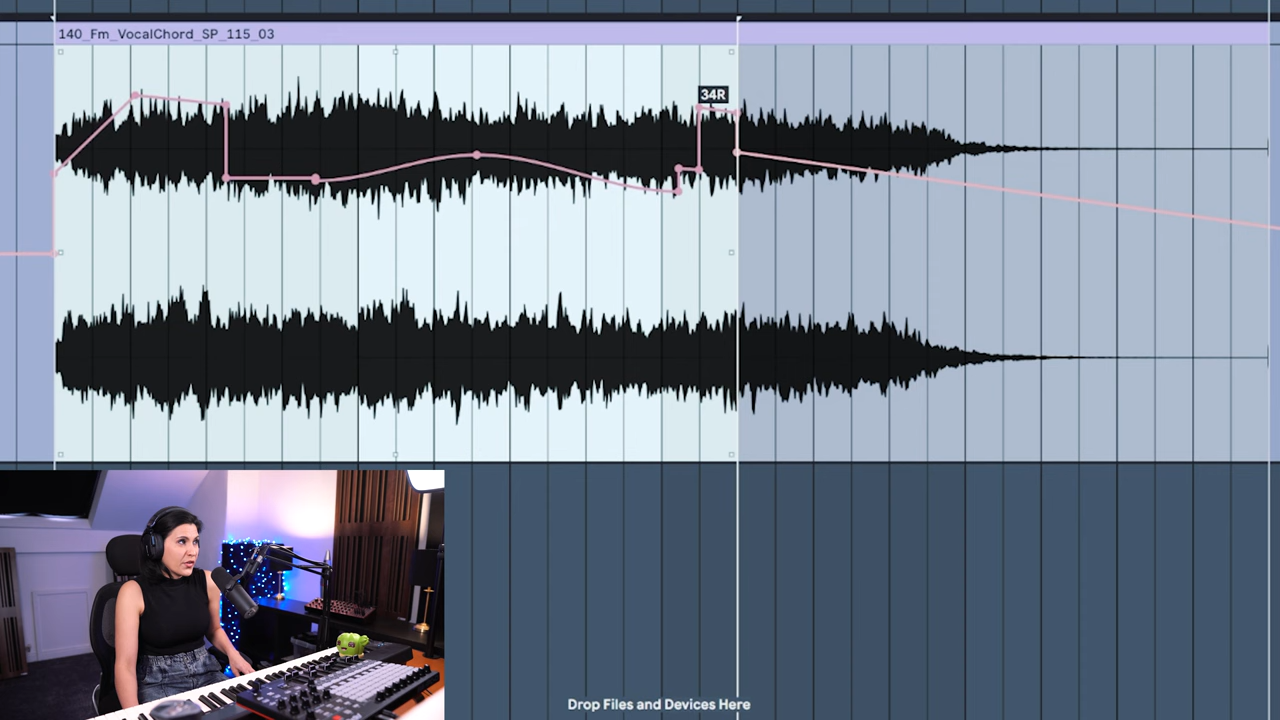 140_Fm_VocalChord_SP_115_03
34R
Drop Files and Devices Here